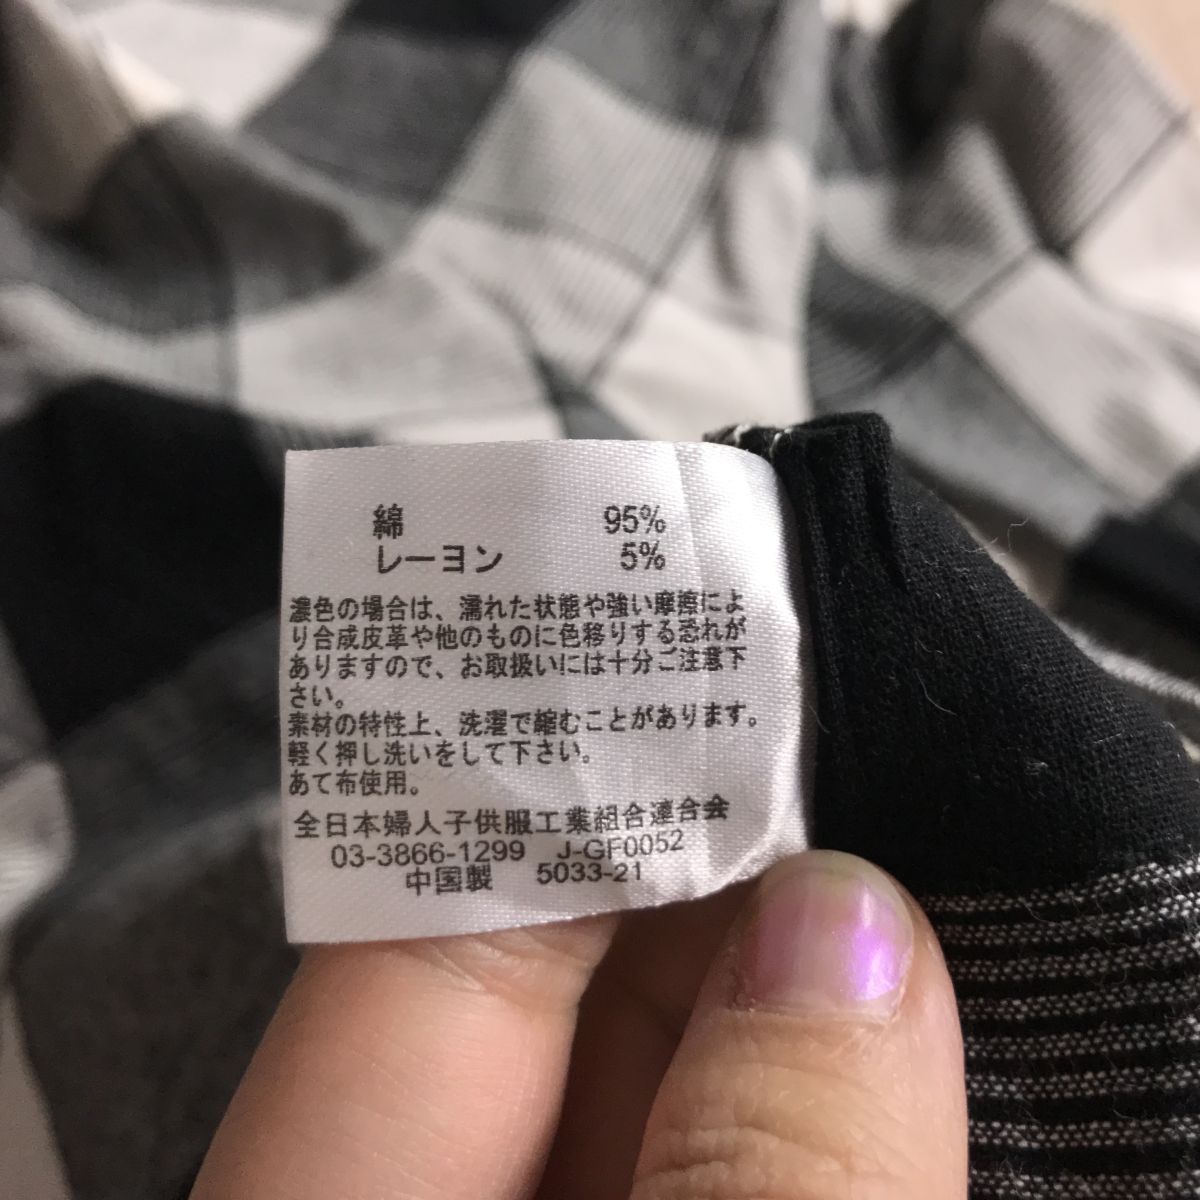 綿 95%
レーヨン 5%
濃色の場合は、濡れた状態や強い摩擦によ
り合成皮革や他のものに色移りする恐れが
ありますので、お取扱いには十分ご注意下
さい。
素材の特性上、洗濯で縮むことがあります。
軽く押し洗いをして下さい。
あて布使用。
全日本婦人子供服工業組合連合会
03-3866-1299 J-GF0052
中国製 5033-21